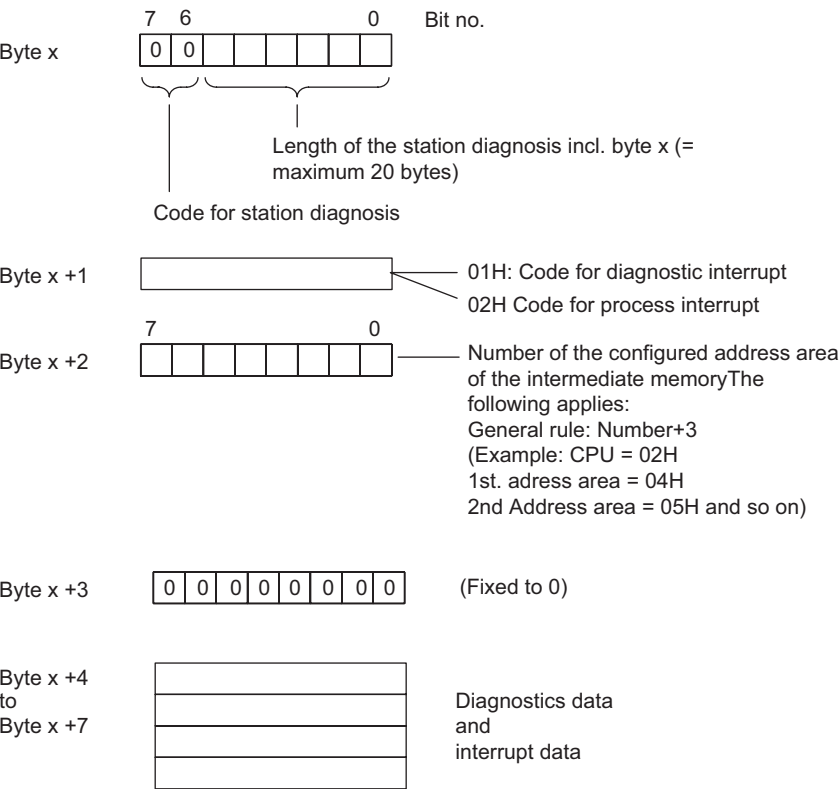 7 6 0 Bit no.
Byte x 0 0
Length of the station diagnosis incl. byte x (=
maximum 20 bytes)
Code for station diagnosis
Byte x +1
01H: Code for diagnostic interrupt
02H Code for process interrupt
7 0
Byte x +2
Number of the configured address area
of the intermediate memoryThe
following applies:
General rule: Number+3
(Example: CPU = 02H
1st. adress area = 04H
2nd Address area = 05H and so on)
Byte x +3 0 0 0 0 0 0 0 0 (Fixed to 0)
Byte x +4
to
Byte x +7
Diagnostics data
and
interrupt data